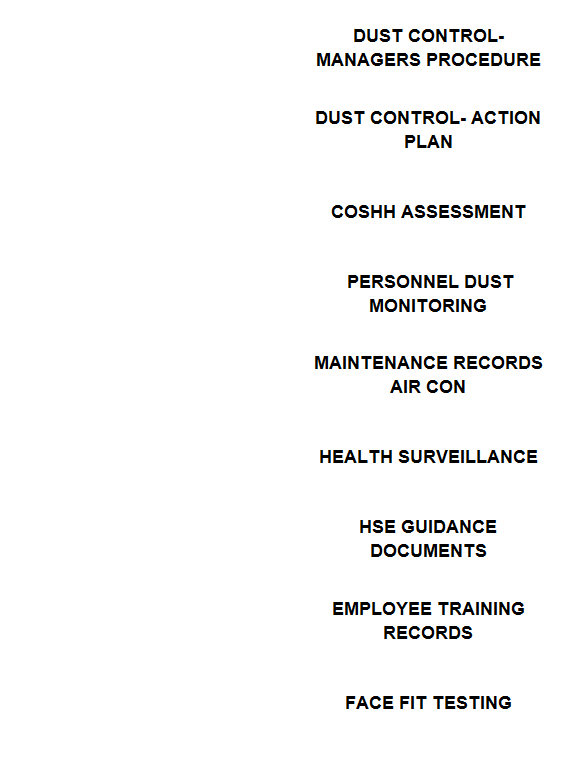 DUST CONTROL-
MANAGERS PROCEDURE
DUST CONTROL- ACTION
PLAN
COSHH ASSESSMENT
PERSONNEL DUST
MONITORING
MAINTENANCE RECORDS
AIR CON
HEALTH SURVEILLANCE
HSE GUIDANCE
DOCUMENTS
EMPLOYEE TRAINING
RECORDS
FACE FIT TESTING